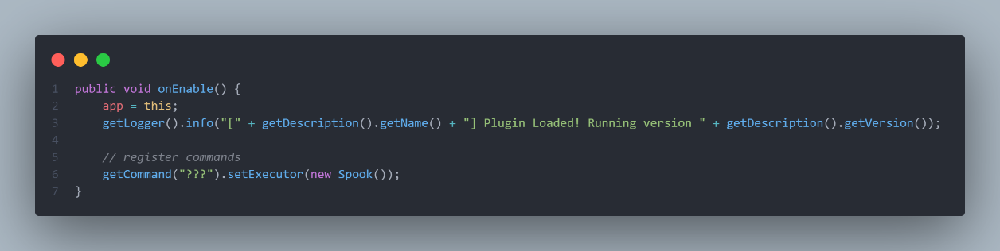 1 public void onEnable() {
2     app = this;
3     getLogger().info("[" + getDescription().getName() + "] Plugin Loaded! Running version " + getDescription().getVersion());
4
5     // register commands
6     getCommand("???").setExecutor(new Spook());
7 }